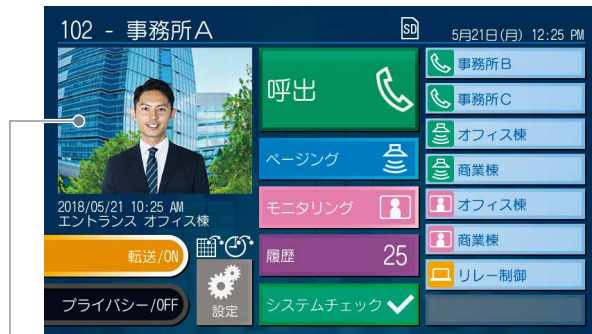 102 - 事務所A
SD
5月21日(月) 12:25 PM
2018/05/21 10:25 AM
エントランス オフィス棟
転送/ON
プライバシー/OFF
設定
呼出
ページング
モニタリング
履歴 25
システムチェック
事務所B
事務所C
オフィス棟
商業棟
オフィス棟
商業棟
リレー制御